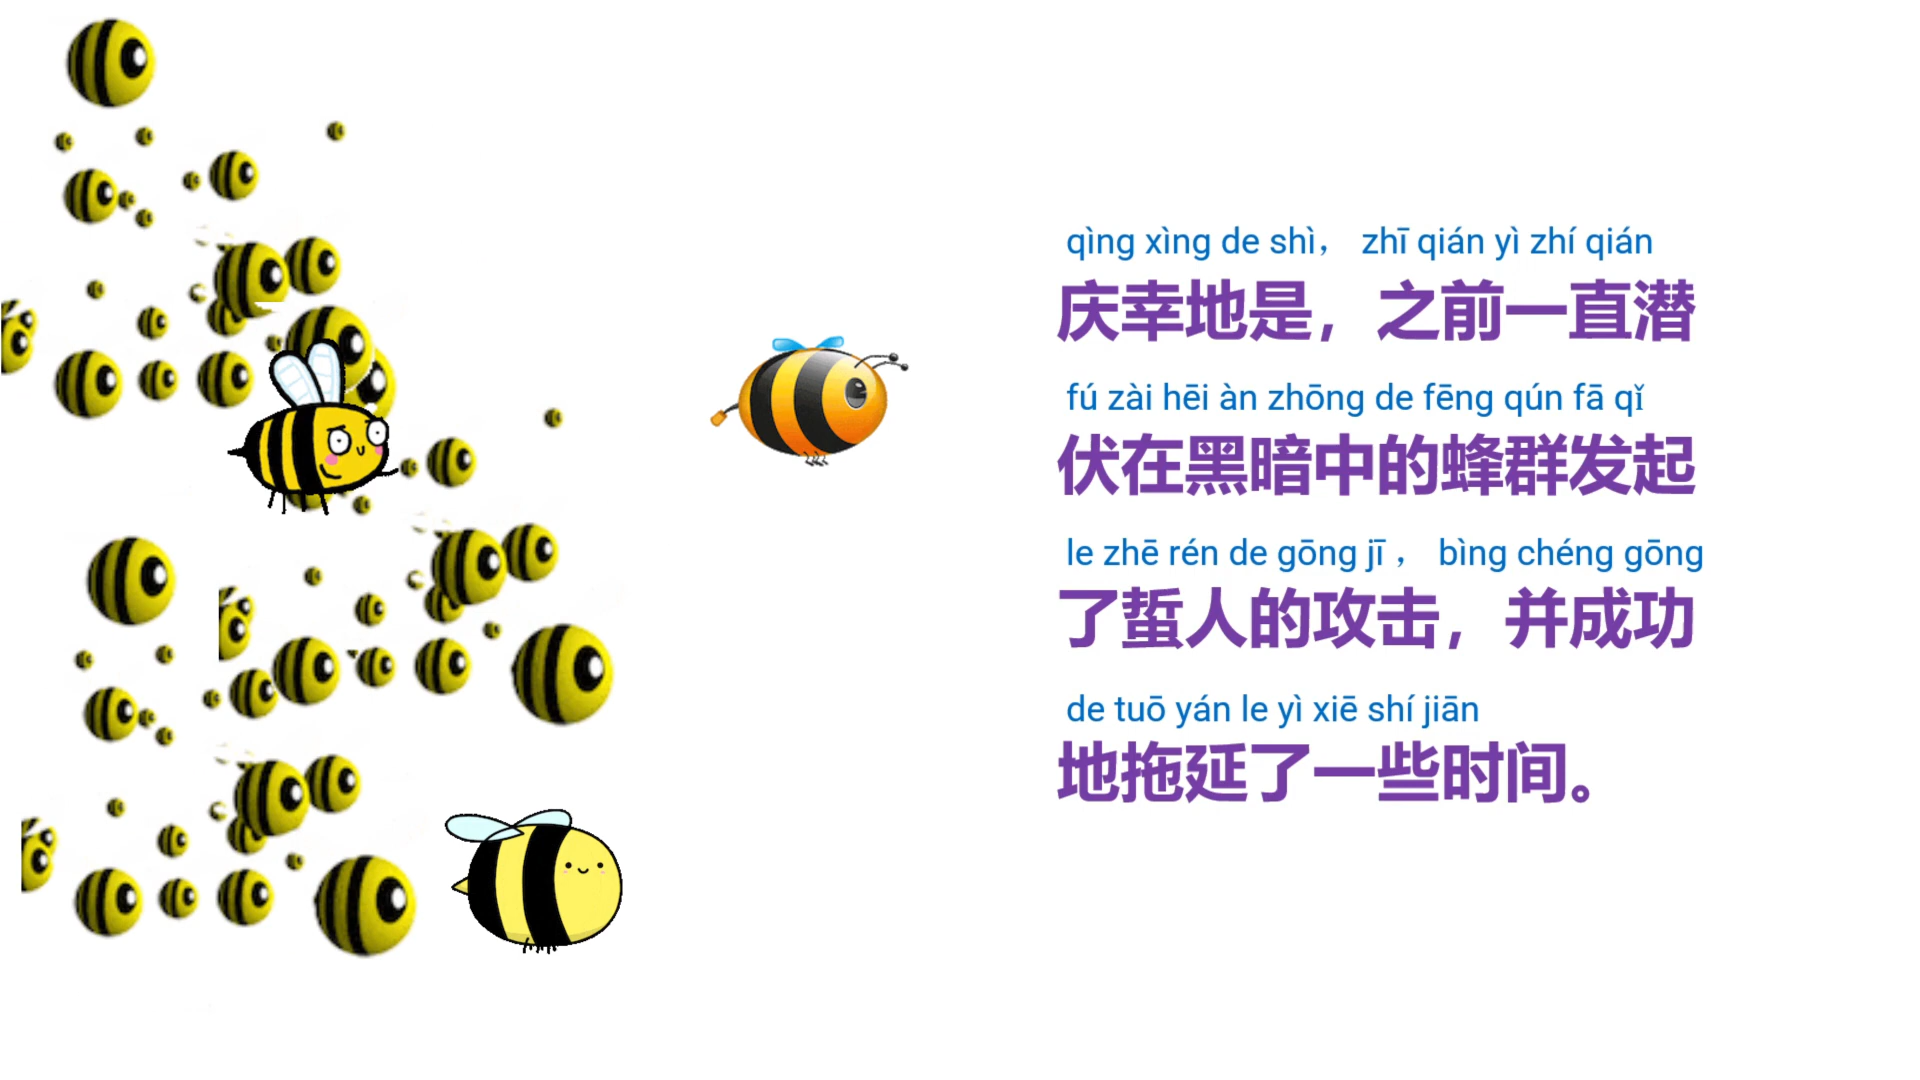 qìng xìng de shì， zhī qián yì zhí qián
庆幸地是，之前一直潜
fú zài hēi àn zhōng de fēng qún fā qǐ
伏在黑暗中的蜂群发起
le zhē rén de gōng jī， bìng chéng gōng
了蜇人的攻击，并成功
de tuō yán le yì xiē shí jiān
地拖延了一些时间。